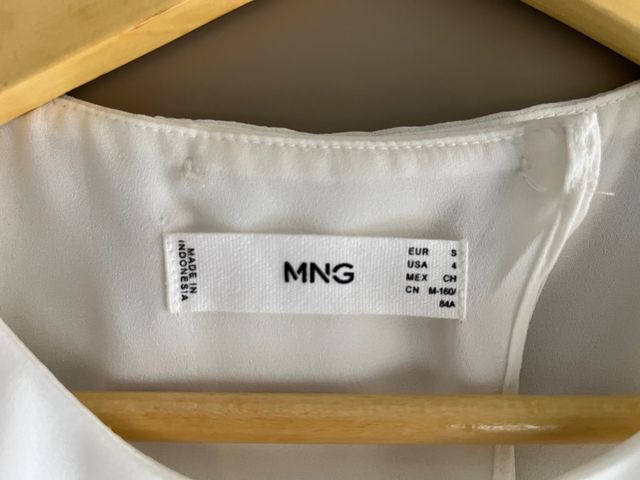 MADE IN
INDONESIA
MNG
EUR S
USA 4
MEX CH
CN M-160/
84A